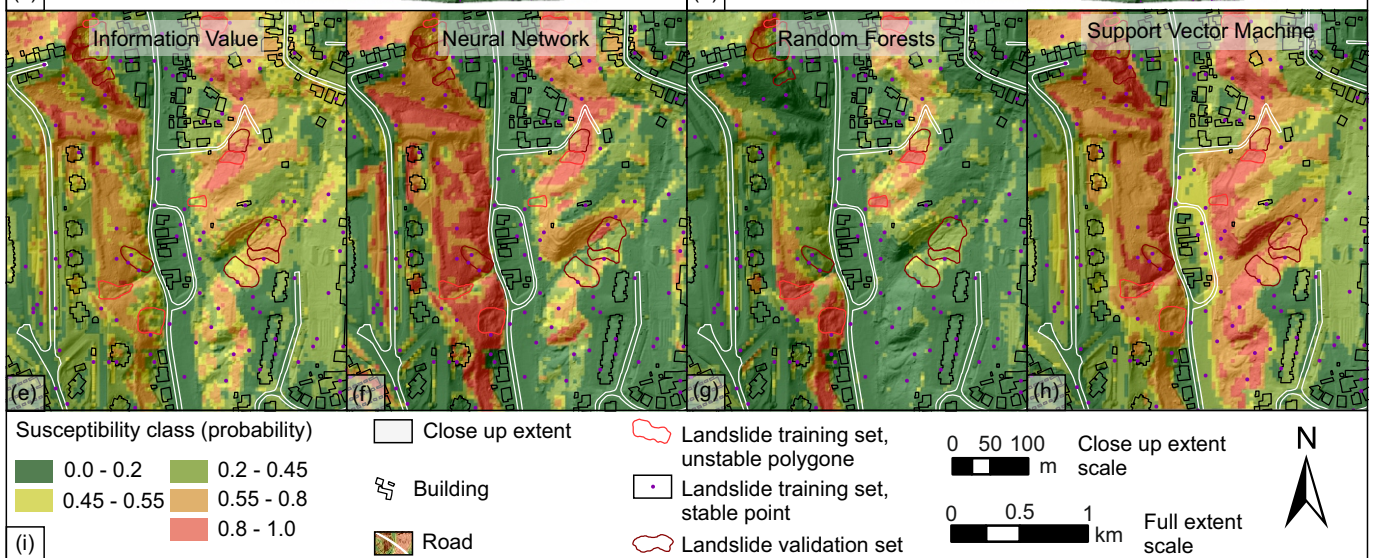 Information Value
Neural Network
Random Forests
Support Vector Machine
(e)
(f)
(g)
(h)
Susceptibility class (probability)
0.0 - 0.2
0.2 - 0.45
0.45 - 0.55
0.55 - 0.8
0.8 - 1.0
(i)
Close up extent
Building
Road
Landslide training set,
unstable polygone
Landslide training set,
stable point
Landslide validation set
0 50 100
m
Close up extent
scale
0 0.5 1
km
Full extent
scale
N